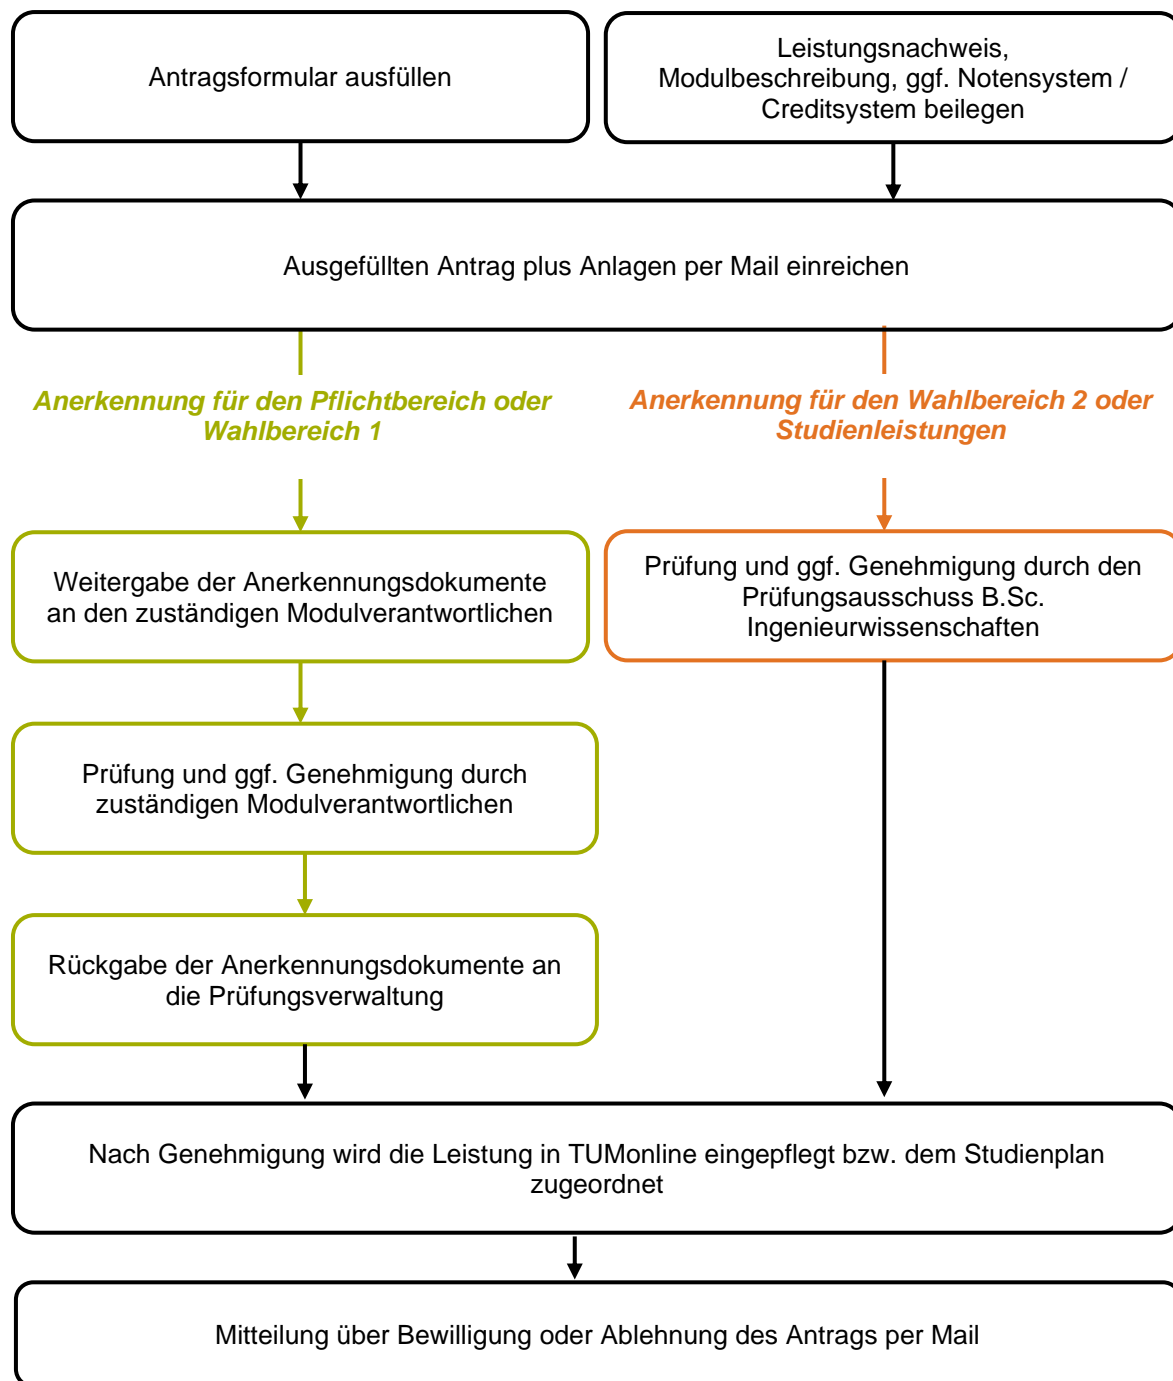 Antragsformular ausfüllen
Leistungsnachweis,
Modulbeschreibung, ggf. Notensystem /
Creditsystem beilegen
Ausgefüllten Antrag plus Anlagen per Mail einreichen
Anerkennung für den Pflichtbereich oder
Wahlbereich 1
Anerkennung für den Wahlbereich 2 oder
Studienleistungen
Weitergabe der Anerkennungsdokumente
an den zuständigen Modulverantwortlichen
Prüfung und ggf. Genehmigung durch den
Prüfungsausschuss B.Sc.
Ingenieurwissenschaften
Prüfung und ggf. Genehmigung durch
zuständigen Modulverantwortlichen
Rückgabe der Anerkennungsdokumente an
die Prüfungsverwaltung
Nach Genehmigung wird die Leistung in TUMonline eingepflegt bzw. dem Studienplan
zugeordnet
Mitteilung über Bewilligung oder Ablehnung des Antrags per Mail